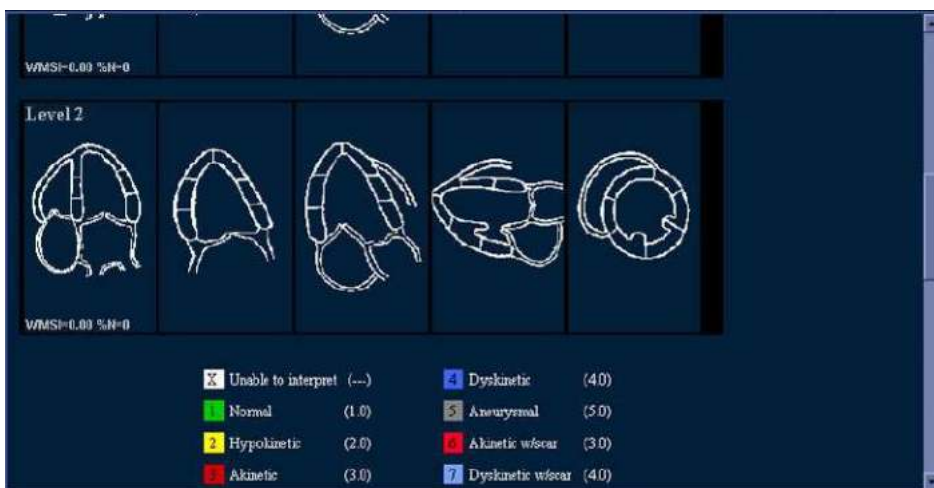 WMSI=0.00 %N=0
Level 2
WMSI=0.00 %N=0
X Unable to interpret (---)
1 Normal (1.0)
2 Hypokinetic (2.0)
3 Akinetic (3.0)
4 Dyskinetic (4.0)
5 Aneurysmal (5.0)
6 Akinetic w/scar (3.0)
7 Dyskinetic w/scar (4.0)